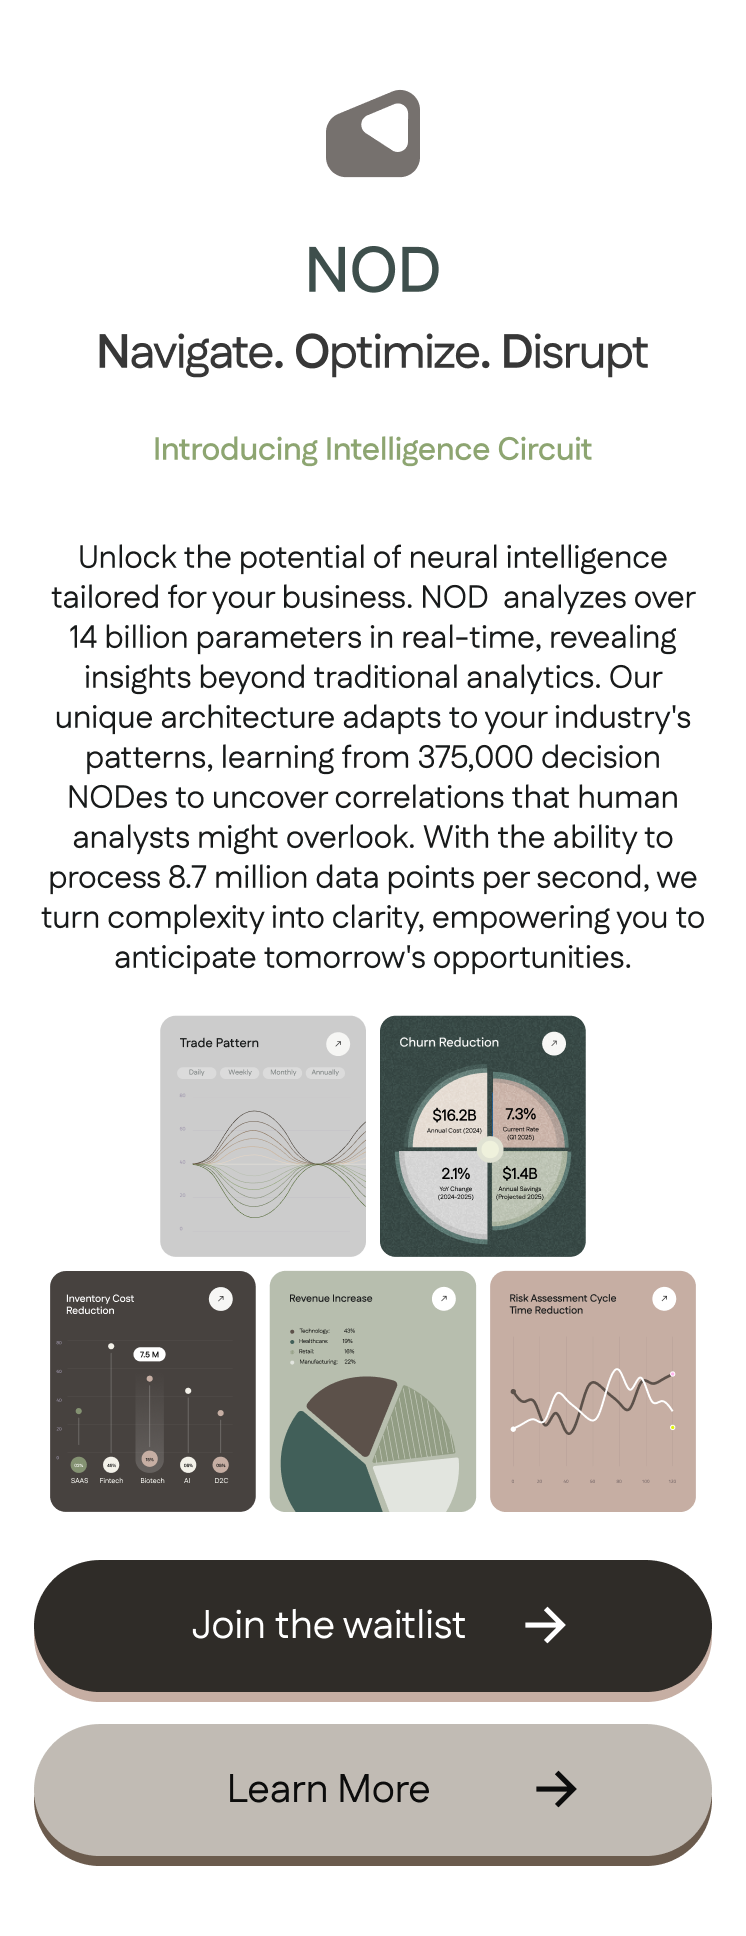 NOD
Navigate. Optimize. Disrupt
Introducing Intelligence Circuit
Unlock the potential of neural intelligence
tailored for your business. NOD analyzes over
14 billion parameters in real-time, revealing
insights beyond traditional analytics. Our
unique architecture adapts to your industry's
patterns, learning from 375,000 decision
NODes to uncover correlations that human
analysts might overlook. With the ability to
process 8.7 million data points per second, we
turn complexity into clarity, empowering you to
anticipate tomorrow's opportunities.
Trade Pattern
Daily Weekly Monthly Annually
Churn Reduction
$16.2B
Annual Cost (2024)
7.3%
Current Rate
(Q1 2025)
2.1%
YoY Change
(2024-2025)
$1.4B
Annual Savings
(Projected 2025)
Inventory Cost
Reduction
7.5 M
SAAS Fintech Biotech AI D2C
Revenue Increase
Technology: 43%
Healthcare: 19%
Retail: 16%
Manufacturing: 22%
Risk Assessment Cycle
Time Reduction
Join the waitlist
Learn More